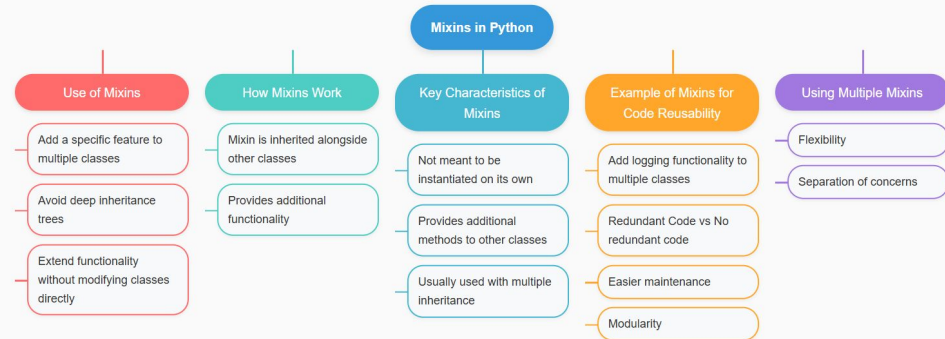 Mixins in Python
Use of Mixins
Add a specific feature to
multiple classes
Avoid deep inheritance
trees
Extend functionality
without modifying classes
directly
How Mixins Work
Mixin is inherited alongside
other classes
Provides additional
functionality
Key Characteristics of
Mixins
Not meant to be
instantiated on its own
Provides additional
methods to other classes
Usually used with multiple
inheritance
Example of Mixins for
Code Reusability
Add logging functionality to
multiple classes
Redundant Code vs No
redundant code
Easier maintenance
Modularity
Using Multiple Mixins
Flexibility
Separation of concerns